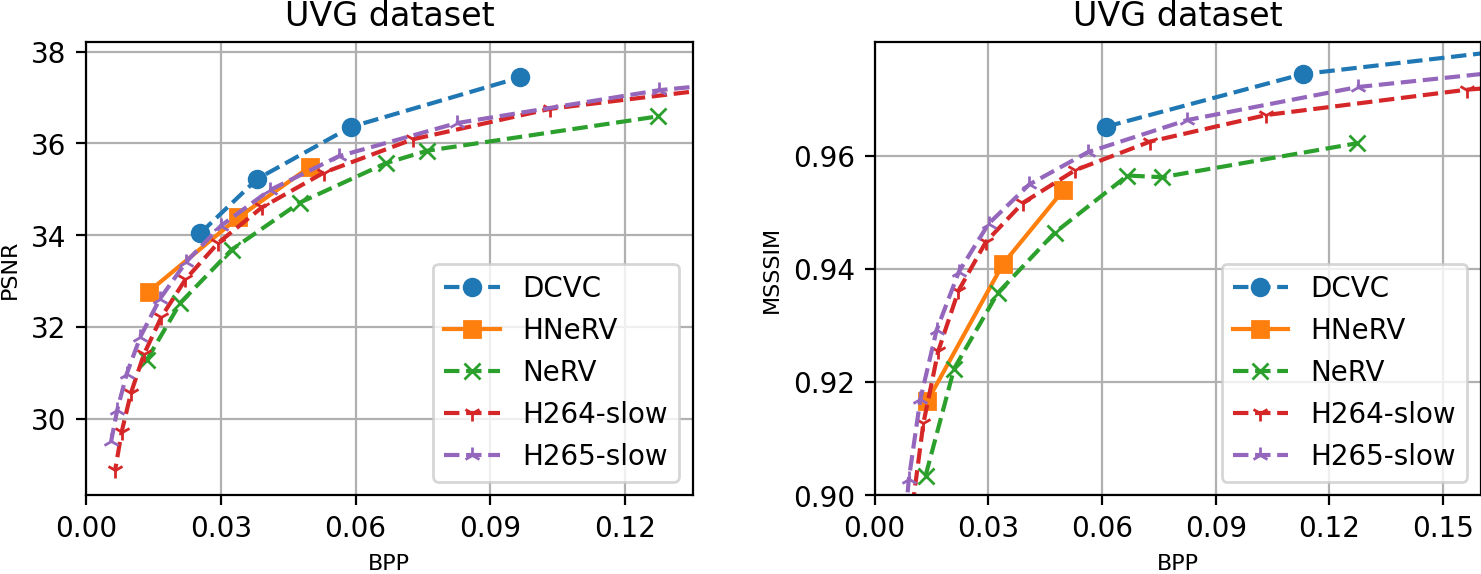 UVG dataset
38
36
34
32
30
PSNR
0.00 0.03 0.06 0.09 0.12
BPP
DCVC
HNeRV
NeRV
H264-slow
H265-slow
UVG dataset
0.96
0.94
0.92
0.90
MSSSIM
0.00 0.03 0.06 0.09 0.12 0.15
BPP
DCVC
HNeRV
NeRV
H264-slow
H265-slow